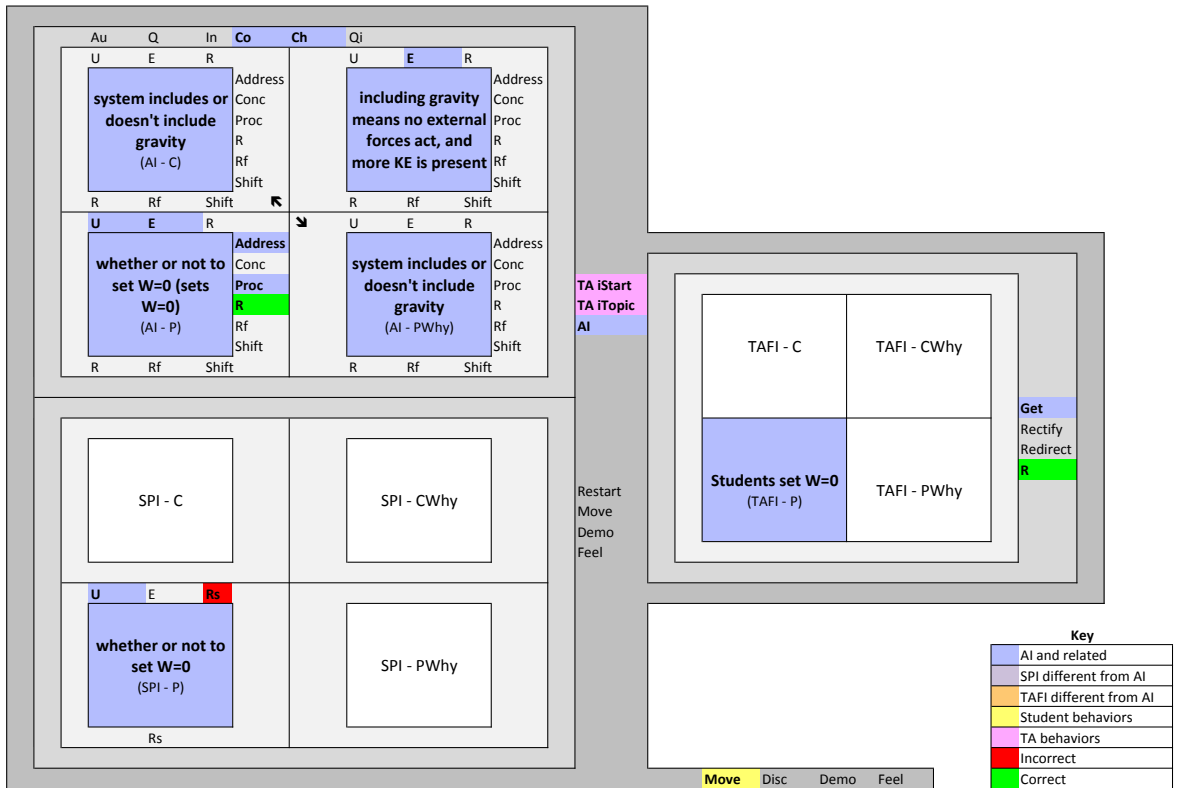 Au Q In Co Ch Qi
U E R U E R
system includes or doesn't include gravity (AI - C)
Address
Conc
Proc
R
Rf
Shift
including gravity means no external forces act, and more KE is present
Address
Conc
Proc
R
Rf
Shift
R Rf Shift ↖ R Rf Shift
U E R ↘ U E R
whether or not to set W=0 (sets W=0) (AI - P)
Address
Conc
Proc
R
Rf
Shift
system includes or doesn't include gravity (AI - PWhy)
Address
Conc
Proc
R
Rf
Shift
R Rf Shift R Rf Shift
TA iStart
TA iTopic
AI
TAFI - C TAFI - CWhy
Students set W=0 (TAFI - P)
TAFI - PWhy
Get
Rectify
Redirect
R
SPI - C SPI - CWhy
Restart
Move
Demo
Feel
U E Rs
whether or not to set W=0 (SPI - P)
SPI - PWhy
Rs
Move Disc Demo Feel
Key
AI and related
SPI different from AI
TAFI different from AI
Student behaviors
TA behaviors
Incorrect
Correct